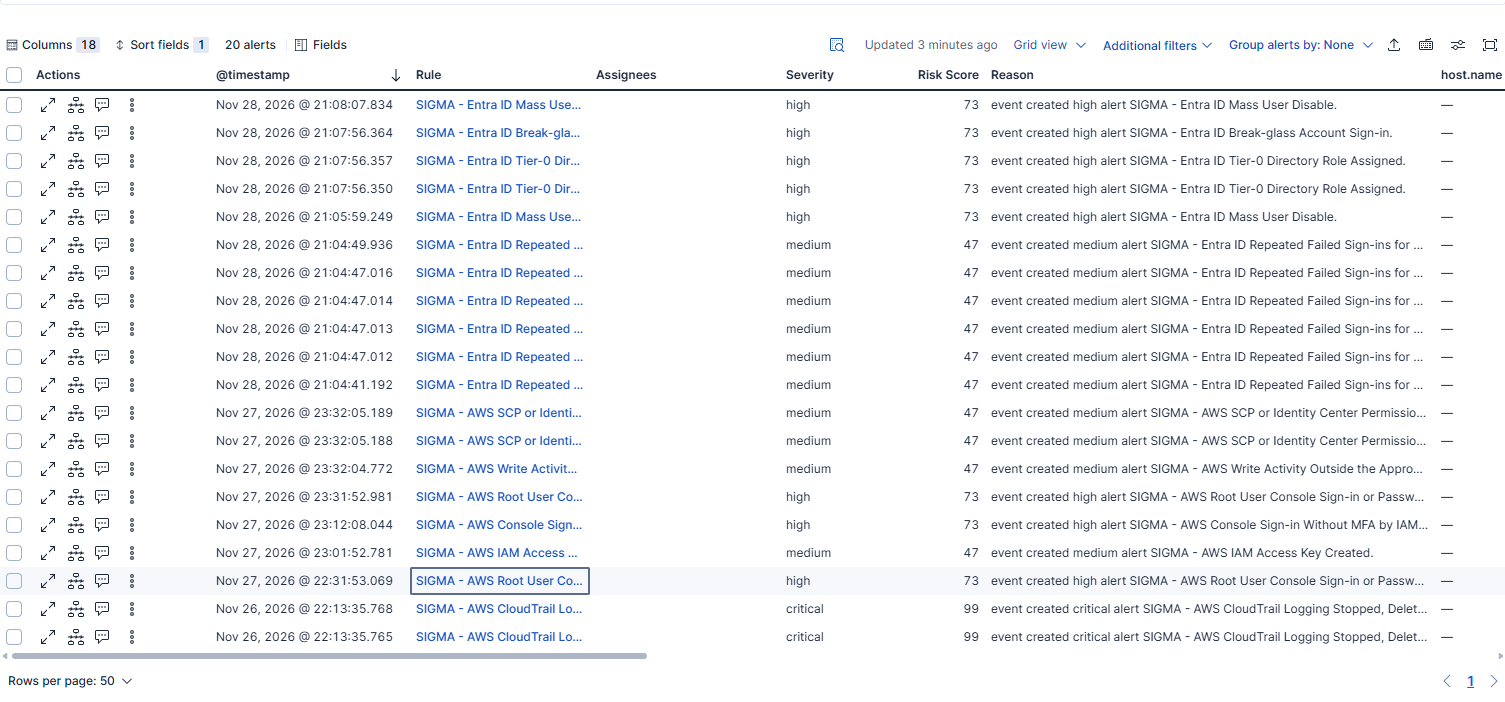 Columns 18 Sort fields 1 20 alerts Fields Updated 3 minutes ago Grid view Additional filters Group alerts by: None
Actions @timestamp Rule Assignees Severity Risk Score Reason host.name
Nov 28, 2026 @ 21:08:07.834 SIGMA - Entra ID Mass Use... high 73 event created high alert SIGMA - Entra ID Mass User Disable. —
Nov 28, 2026 @ 21:07:56.364 SIGMA - Entra ID Break-gla... high 73 event created high alert SIGMA - Entra ID Break-glass Account Sign-in. —
Nov 28, 2026 @ 21:07:56.357 SIGMA - Entra ID Tier-0 Dir... high 73 event created high alert SIGMA - Entra ID Tier-0 Directory Role Assigned. —
Nov 28, 2026 @ 21:07:56.350 SIGMA - Entra ID Tier-0 Dir... high 73 event created high alert SIGMA - Entra ID Tier-0 Directory Role Assigned. —
Nov 28, 2026 @ 21:05:59.249 SIGMA - Entra ID Mass Use... high 73 event created high alert SIGMA - Entra ID Mass User Disable. —
Nov 28, 2026 @ 21:04:49.936 SIGMA - Entra ID Repeated ... medium 47 event created medium alert SIGMA - Entra ID Repeated Failed Sign-ins for ... —
Nov 28, 2026 @ 21:04:47.016 SIGMA - Entra ID Repeated ... medium 47 event created medium alert SIGMA - Entra ID Repeated Failed Sign-ins for ... —
Nov 28, 2026 @ 21:04:47.014 SIGMA - Entra ID Repeated ... medium 47 event created medium alert SIGMA - Entra ID Repeated Failed Sign-ins for ... —
Nov 28, 2026 @ 21:04:47.013 SIGMA - Entra ID Repeated ... medium 47 event created medium alert SIGMA - Entra ID Repeated Failed Sign-ins for ... —
Nov 28, 2026 @ 21:04:47.012 SIGMA - Entra ID Repeated ... medium 47 event created medium alert SIGMA - Entra ID Repeated Failed Sign-ins for ... —
Nov 28, 2026 @ 21:04:41.192 SIGMA - Entra ID Repeated ... medium 47 event created medium alert SIGMA - Entra ID Repeated Failed Sign-ins for ... —
Nov 27, 2026 @ 23:32:05.189 SIGMA - AWS SCP or Identi... medium 47 event created medium alert SIGMA - AWS SCP or Identity Center Permissio... —
Nov 27, 2026 @ 23:32:05.188 SIGMA - AWS SCP or Identi... medium 47 event created medium alert SIGMA - AWS SCP or Identity Center Permissio... —
Nov 27, 2026 @ 23:32:04.772 SIGMA - AWS Write Activit... medium 47 event created medium alert SIGMA - AWS Write Activity Outside the Appro... —
Nov 27, 2026 @ 23:31:52.981 SIGMA - AWS Root User Co... high 73 event created high alert SIGMA - AWS Root User Console Sign-in or Passw... —
Nov 27, 2026 @ 23:12:08.044 SIGMA - AWS Console Sign... high 73 event created high alert SIGMA - AWS Console Sign-in Without MFA by IAM... —
Nov 27, 2026 @ 23:01:52.781 SIGMA - AWS IAM Access ... medium 47 event created medium alert SIGMA - AWS IAM Access Key Created. —
Nov 27, 2026 @ 22:31:53.069 SIGMA - AWS Root User Co... high 73 event created high alert SIGMA - AWS Root User Console Sign-in or Passw... —
Nov 26, 2026 @ 22:13:35.768 SIGMA - AWS CloudTrail Lo... critical 99 event created critical alert SIGMA - AWS CloudTrail Logging Stopped, Delet... —
Nov 26, 2026 @ 22:13:35.765 SIGMA - AWS CloudTrail Lo... critical 99 event created critical alert SIGMA - AWS CloudTrail Logging Stopped, Delet... —
Rows per page: 50 1